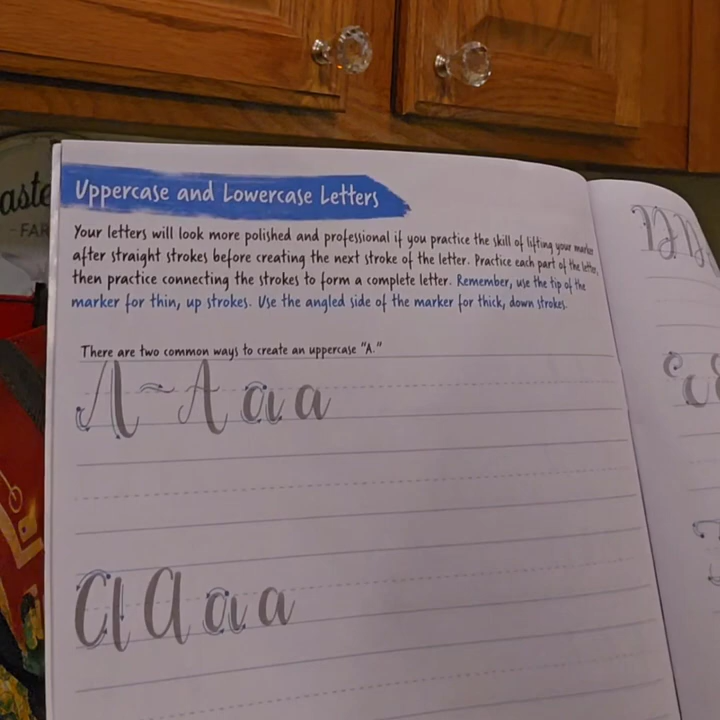 Uppercase and Lowercase Letters
Your letters will look more polished and professional if you practice the skill of lifting your marker
after straight strokes before creating the next stroke of the letter. Practice each part of the letter,
then practice connecting the strokes to form a complete letter. Remember, use the tip of the
marker for thin, up strokes. Use the angled side of the marker for thick, down strokes.
There are two common ways to create an uppercase "A."
A a a
A a a